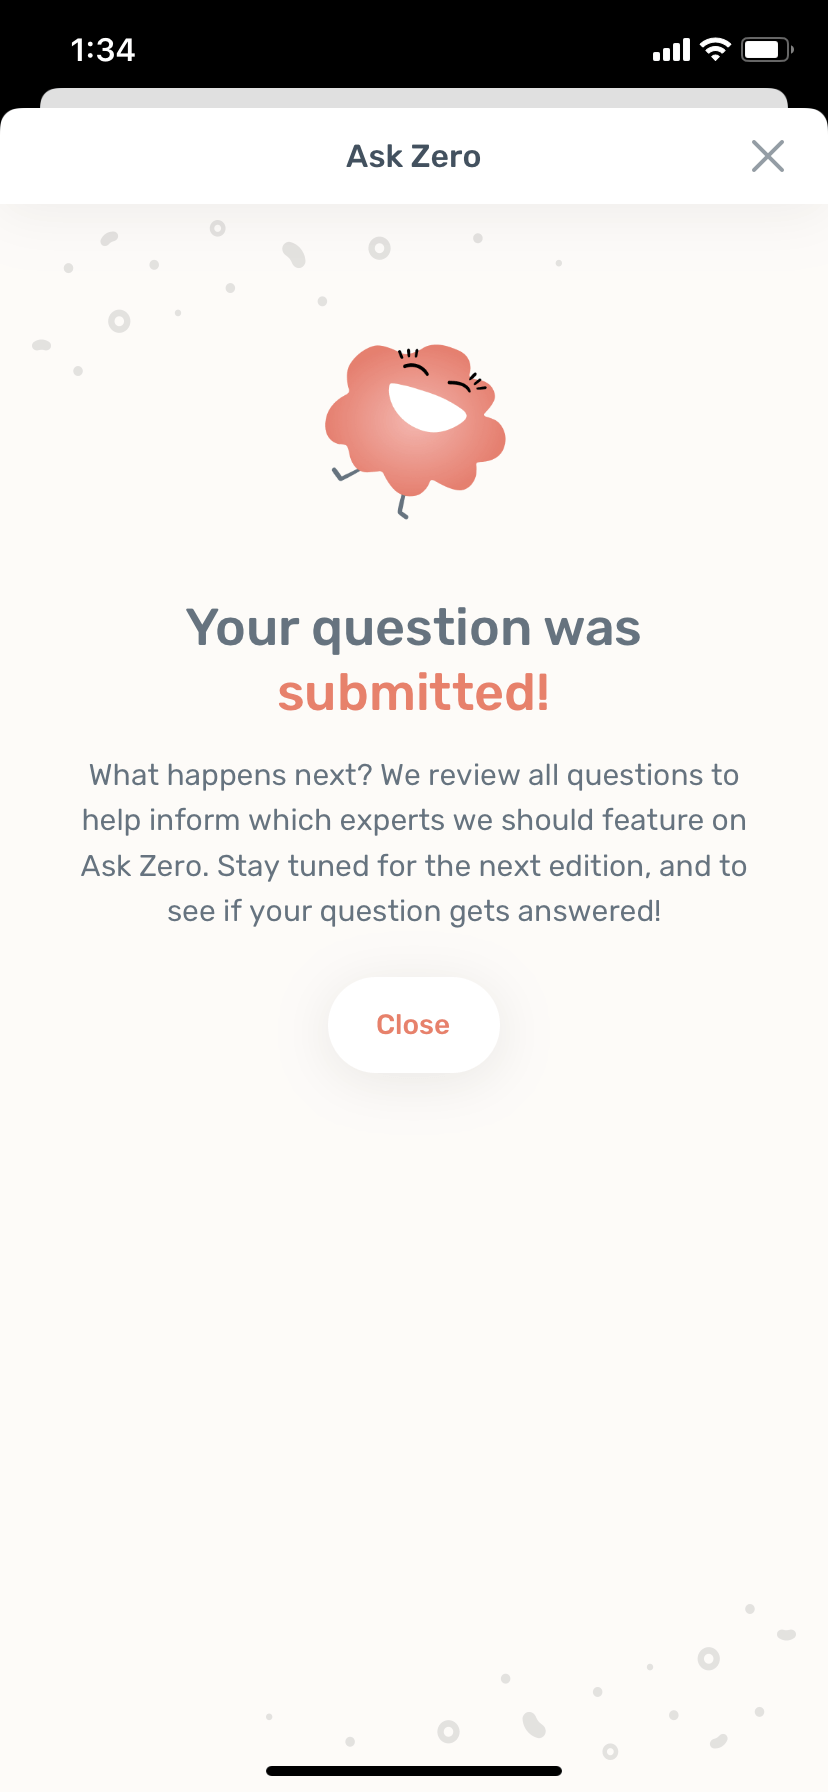 1:34
Ask Zero
Your question was
submitted!
What happens next? We review all questions to
help inform which experts we should feature on
Ask Zero. Stay tuned for the next edition, and to
see if your question gets answered!
Close